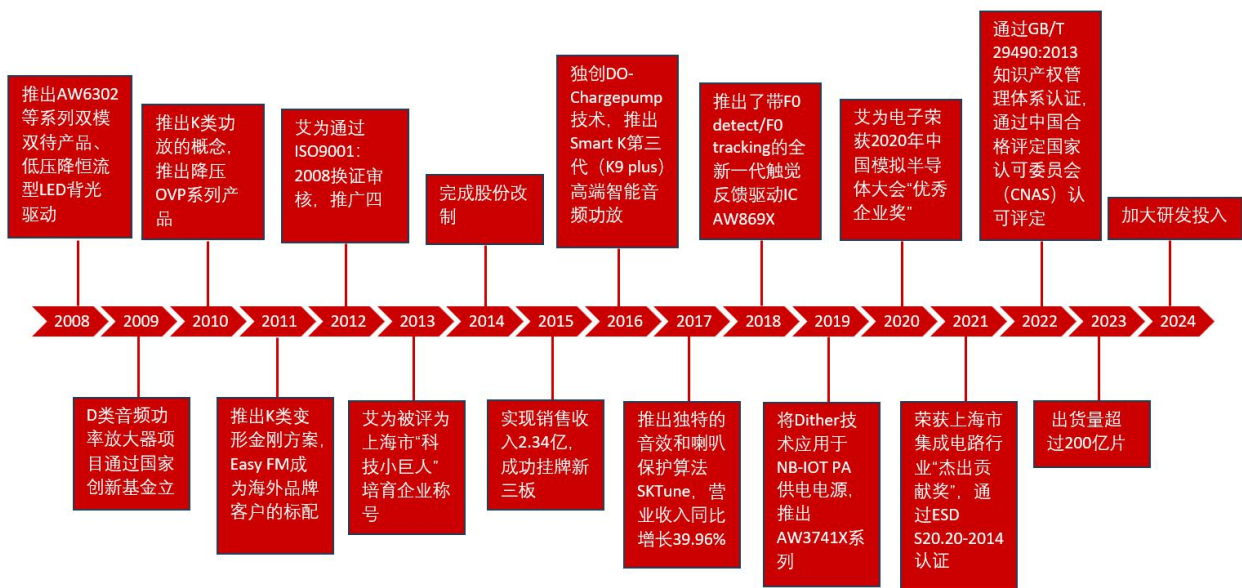 推出AW6302
等系列双模
双待产品、
低压降恒流
型LED背光
驱动
推出K类功
放的概念，
推出降压
OVP系列产
品
艾为通过
ISO9001：
2008换证审
核，推广四
完成股份改
制
独创DO-
Chargepump
技术，推出
Smart K第三
代（K9 plus）
高端智能音
频功放
推出了带F0
detect/F0
tracking的全
新一代触觉
反馈驱动IC
AW869X
艾为电子荣
获2020年中
国模拟半导
体大会“优秀
企业奖”
通过GB/T
29490:2013
知识产权管
理体系认证，
通过中国合
格评定国家
认可委员会
（CNAS）认
可评定
加大研发投入
2008
2009
2010
2011
2012
2013
2014
2015
2016
2017
2018
2019
2020
2021
2022
2023
2024
D类音频功
率放大器项
目通过国家
创新基金立
推出K类变
形金刚方案，
Easy FM成
为海外品牌
客户的标配
艾为被评为
上海市“科
技小巨人”
培育企业称
号
实现销售收
入2.34亿，
成功挂牌新
三板
推出独特的
音效和喇叭
保护算法
SKTune，营
业收入同比
增长39.96%
将Dither技
术应用于
NB-IOT PA
供电电源，
推出
AW3741X系
列
荣获上海市
集成电路行
业“杰出贡
献奖”，通
过ESD
S20.20-2014
认证
出货量超
过200亿片